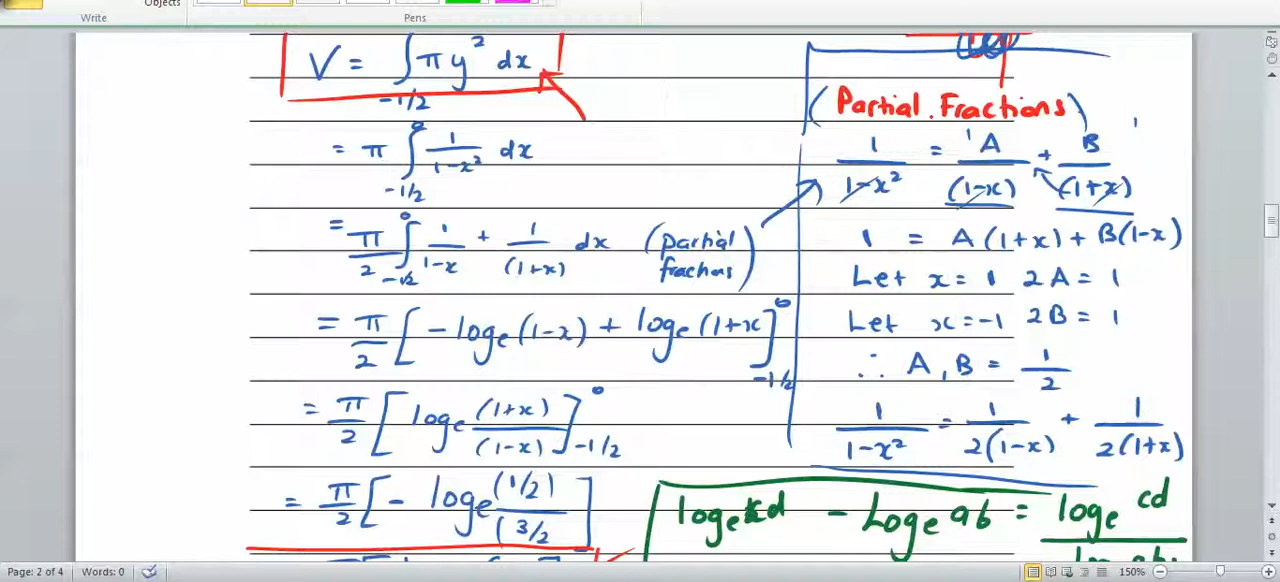 Objects
Write
Pens
V = ∫ π y² dx
-1/2
= π ∫ 1/(1-x²) dx
0
-1/2
= π/2 ∫ 1/(1-x) + 1/(1+x) dx (partial fractions)
0
-1/2
= π/2 [ - logₑ(1-x) + logₑ(1+x) ]
0
-1/2
= π/2 [ logₑ (1+x)/(1-x) ]
0
-1/2
= π/2 [ - logₑ (1/2)/(3/2 ]
(Partial Fractions)
1/(1-x²) = A/(1-x) + B/(1+x)
1 = A(1+x) + B(1-x)
Let x = 1 2A = 1
Let x = -1 2B = 1
∴ A, B = 1/2
1/(1-x²) = 1/2(1-x) + 1/2(1+x)
- Logₑ ab = logₑ cd
Page: 2 of 4
Words: 0
150%